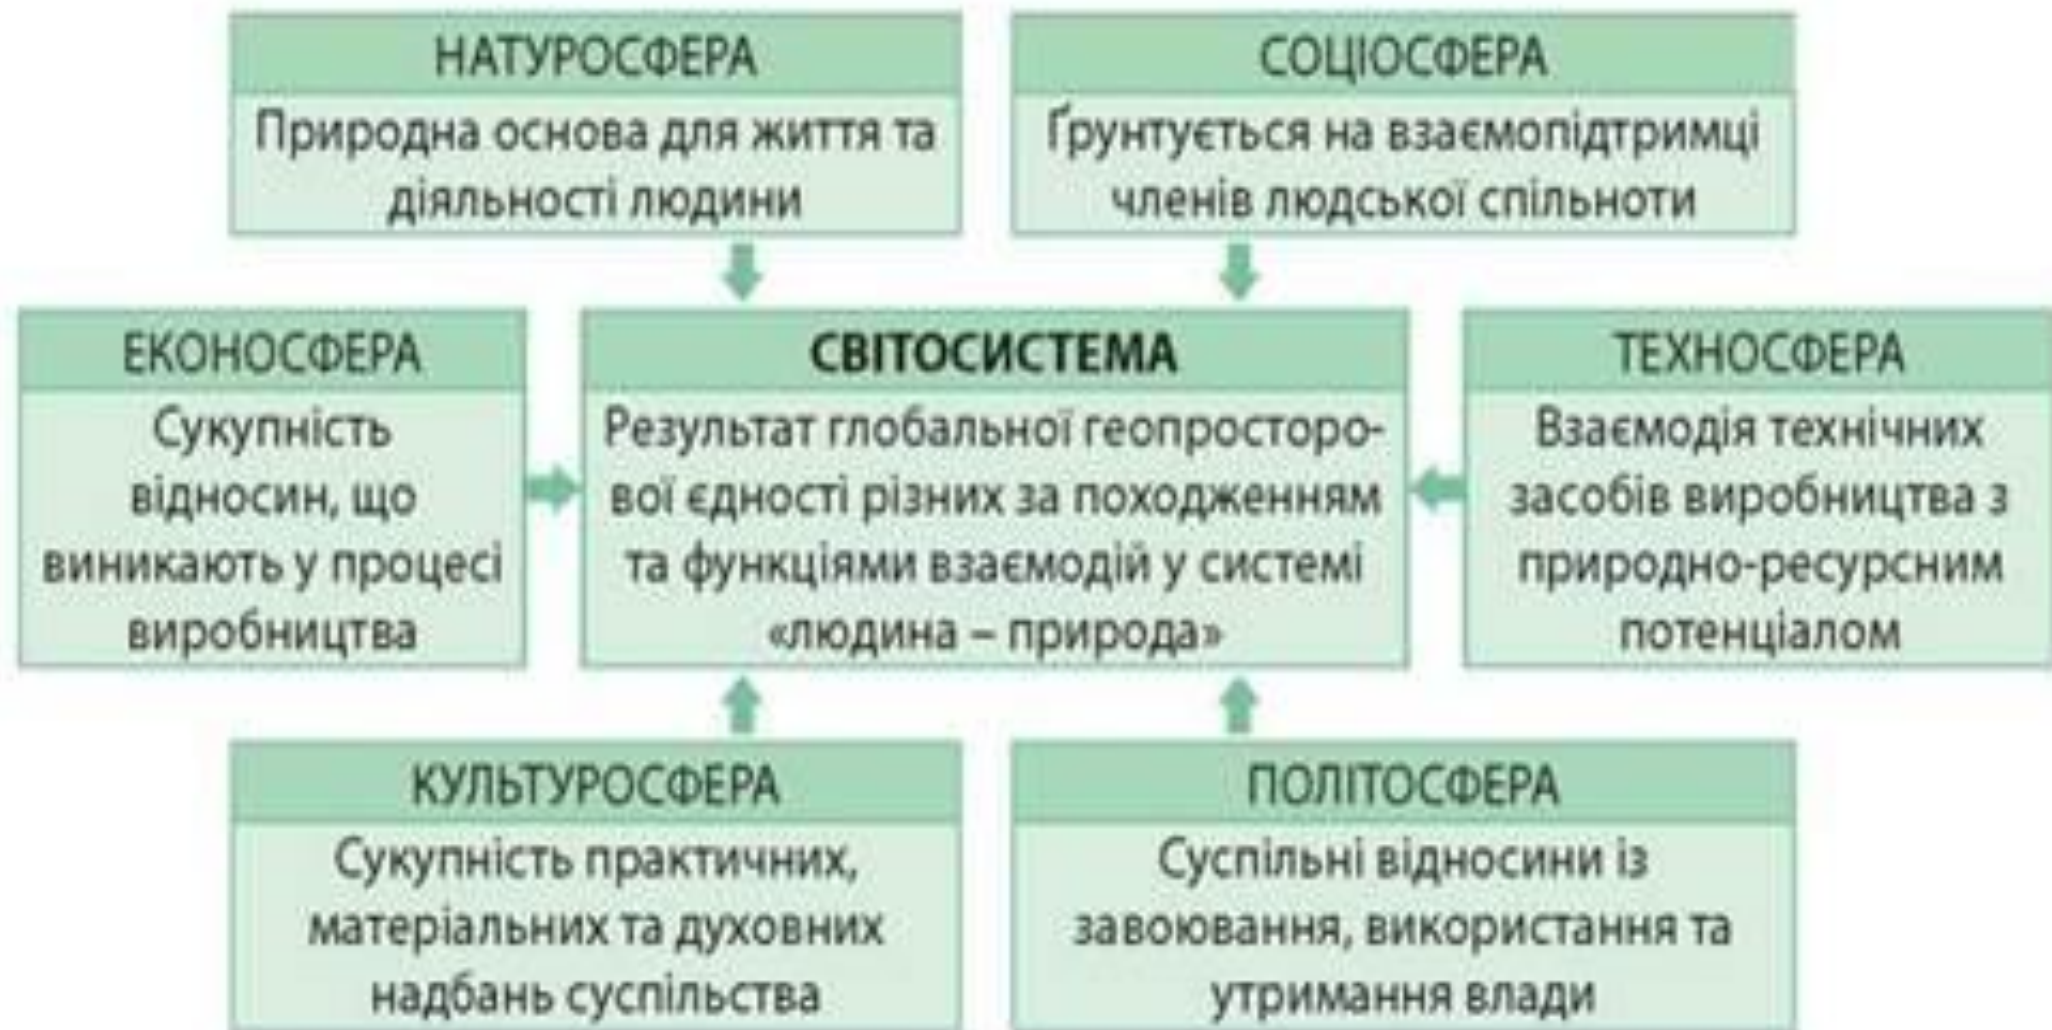 НАТУРОСФЕРА
Природна основа для життя та
діяльності людини
СОЦІОСФЕРА
Ґрунтується на взаємопідтримці
членів людської спільноти
ЕКОНОСФЕРА
Сукупність
відносин, що
виникають у процесі
виробництва
СВІТОСИСТЕМА
Результат глобальної геопросторо-
вої єдності різних за походженням
та функціями взаємодій у системі
«людина – природа»
ТЕХНОСФЕРА
Взаємодія технічних
засобів виробництва з
природно-ресурсним
потенціалом
КУЛЬТУРОСФЕРА
Сукупність практичних,
матеріальних та духовних
надбань суспільства
ПОЛІТОСФЕРА
Суспільні відносини із
завоювання, використання та
утримання влади